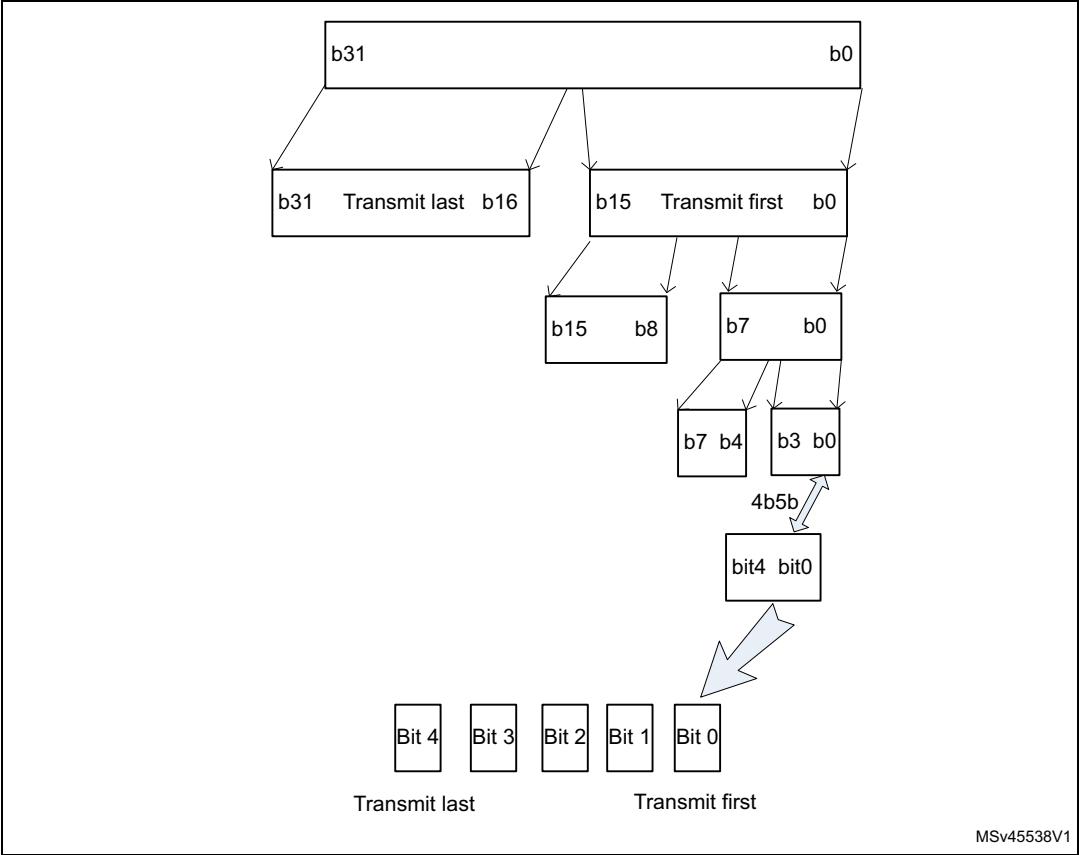 b31 b0
b31 Transmit last b16 b15 Transmit first b0
b15 b8 b7 b0
b7 b4 b3 b0
4b5b
bit4 bit0
Bit 4 Bit 3 Bit 2 Bit 1 Bit 0
Transmit last Transmit first
MSv45538V1